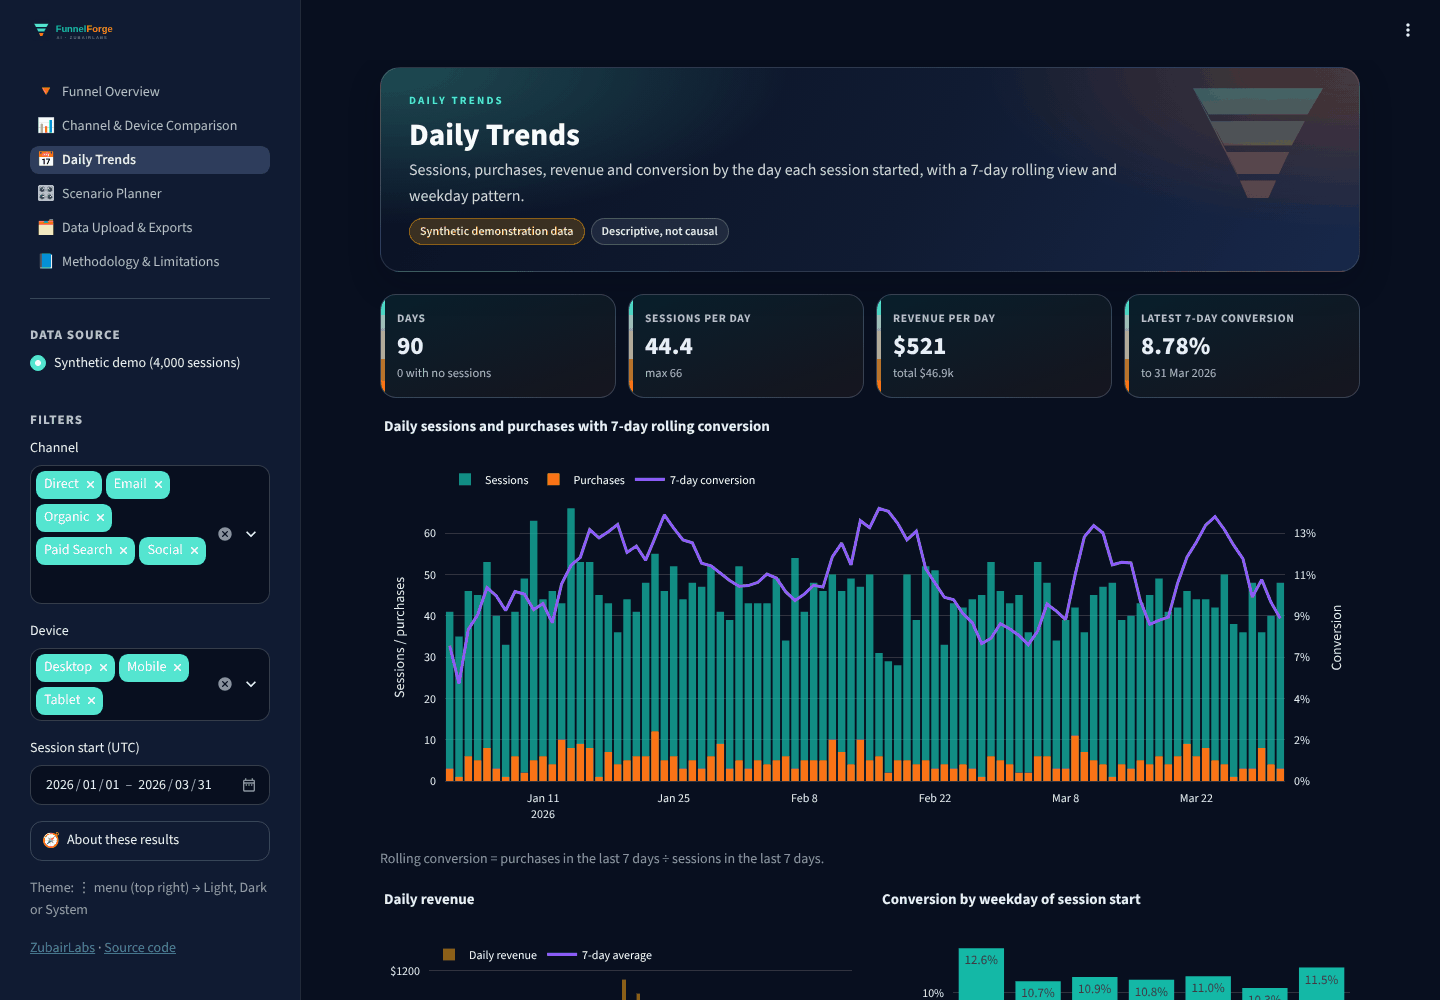 FunnelForge
AI · ZUBAIRLABS
Funnel Overview
Channel & Device Comparison
Daily Trends
Scenario Planner
Data Upload & Exports
Methodology & Limitations
DATA SOURCE
Synthetic demo (4,000 sessions)
FILTERS
Channel
Direct
Email
Organic
Paid Search
Social
Device
Desktop
Mobile
Tablet
Session start (UTC)
2026/01/01 – 2026/03/31
About these results
Theme: ⋮ menu (top right) → Light, Dark
or System
ZubairLabs · Source code
DAILY TRENDS
Daily Trends
Sessions, purchases, revenue and conversion by the day each session started, with a 7-day rolling view and
weekday pattern.
Synthetic demonstration data
Descriptive, not causal
DAYS
90
0 with no sessions
SESSIONS PER DAY
44.4
max 66
REVENUE PER DAY
$521
total $46.9k
LATEST 7-DAY CONVERSION
8.78%
to 31 Mar 2026
Daily sessions and purchases with 7-day rolling conversion
Sessions
Purchases
7-day conversion
Sessions / purchases
60
50
40
30
20
10
0
13%
11%
9%
7%
4%
2%
0%
Conversion
Jan 11
2026
Jan 25
Feb 8
Feb 22
Mar 8
Mar 22
Rolling conversion = purchases in the last 7 days ÷ sessions in the last 7 days.
Daily revenue
Daily revenue
7-day average
$1200
Conversion by weekday of session start
10%
12.6%
10.7%
10.9%
10.8%
11.0%
10.3%
11.5%